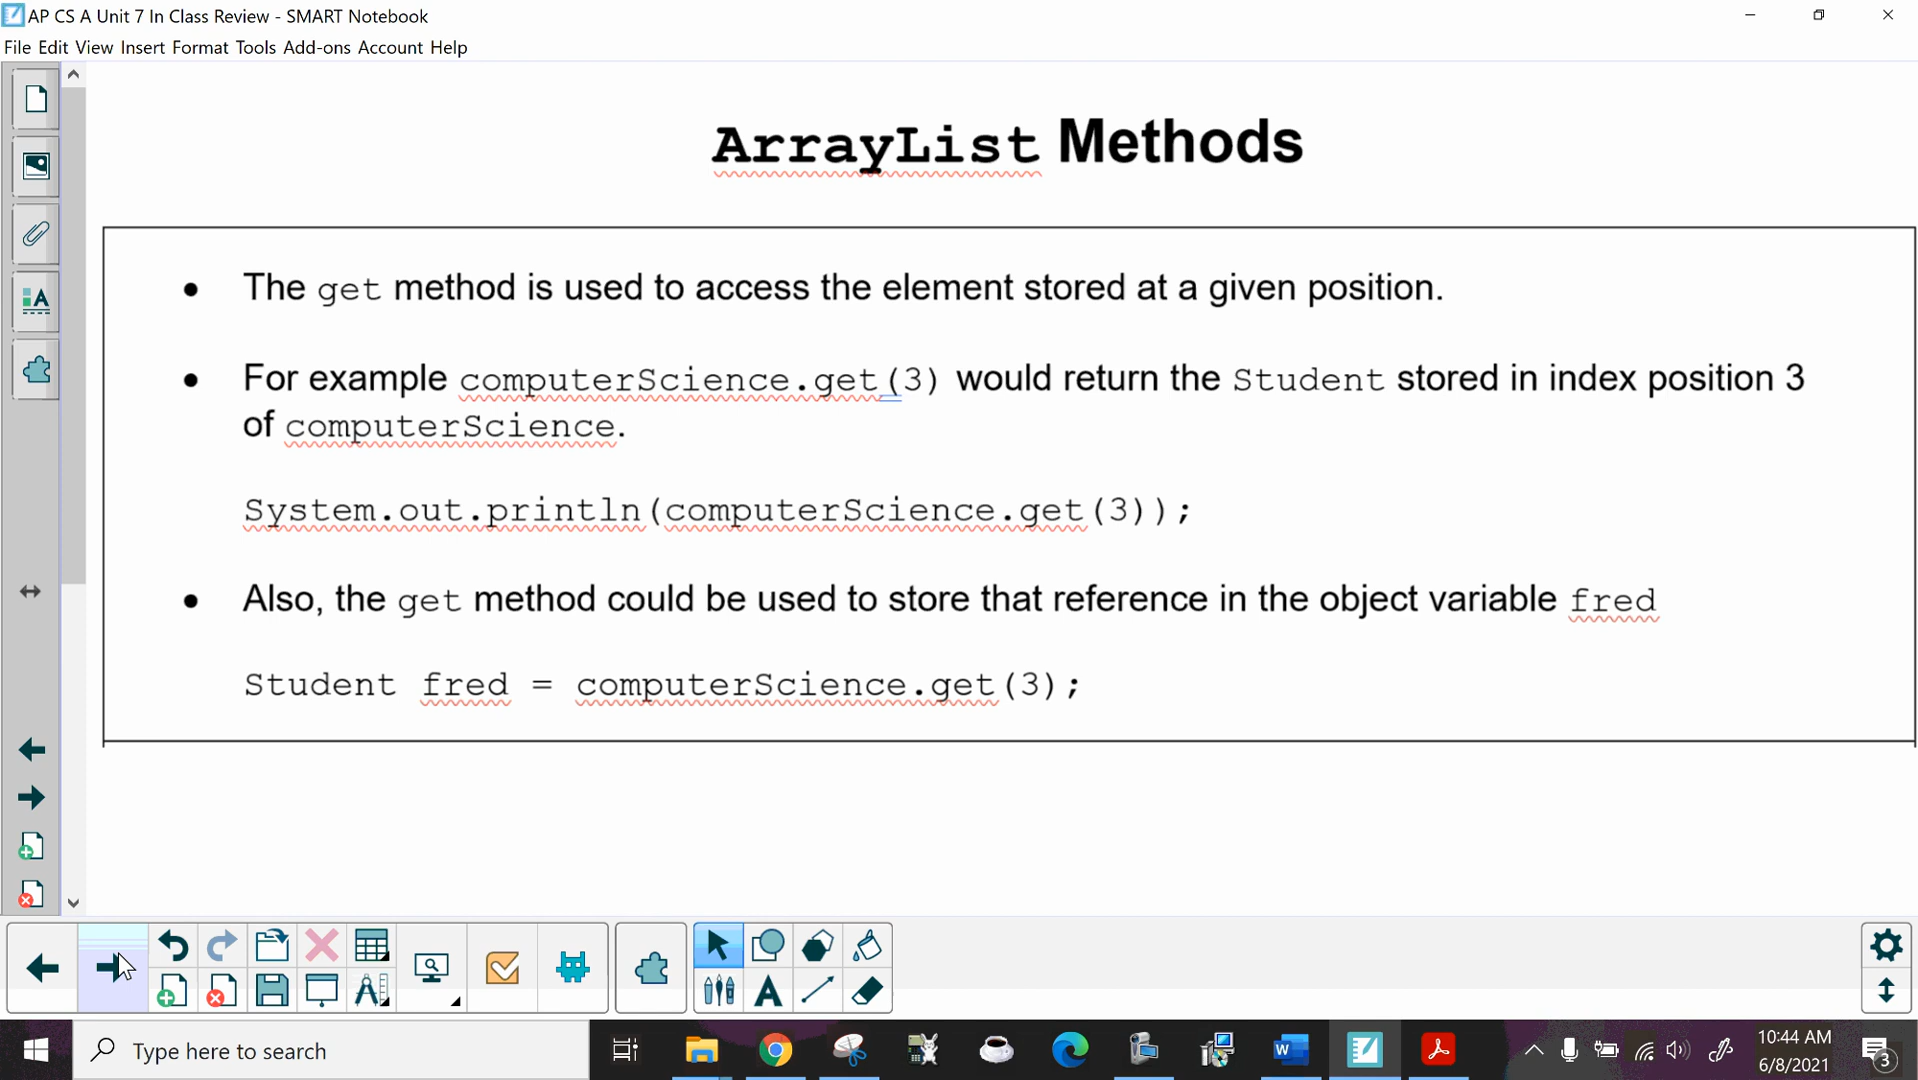 AP CS A Unit 7 In Class Review - SMART Notebook
File Edit View Insert Format Tools Add-ons Account Help
ArrayList Methods
• The get method is used to access the element stored at a given position.
• For example computerScience.get(3) would return the Student stored in index position 3
of computerScience.
System.out.println(computerScience.get(3));
• Also, the get method could be used to store that reference in the object variable fred
Student fred = computerScience.get(3);
Type here to search
10:44 AM
6/8/2021
3